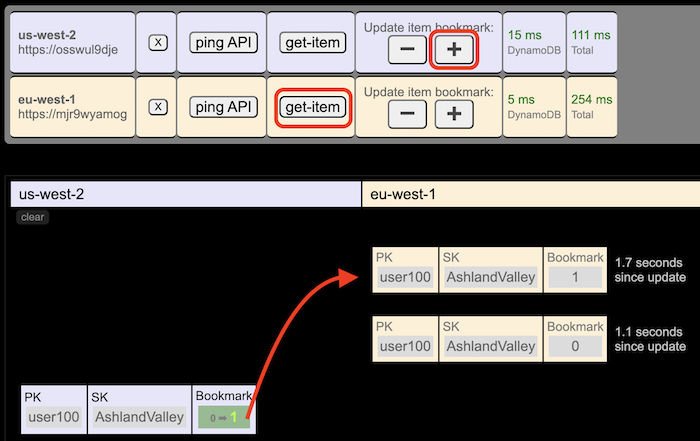 us-west-2
https://osswul9dje
X
ping API
get-item
Update item bookmark:
− +
15 ms
DynamoDB
111 ms
Total
eu-west-1
https://mjr9wyamog
X
ping API
get-item
Update item bookmark:
− +
5 ms
DynamoDB
254 ms
Total
us-west-2
eu-west-1
clear
PK SK Bookmark
user100 AshlandValley 1
1.7 seconds
since update
PK SK Bookmark
user100 AshlandValley 0
1.1 seconds
since update
PK SK Bookmark
user100 AshlandValley 0 ➡ 1